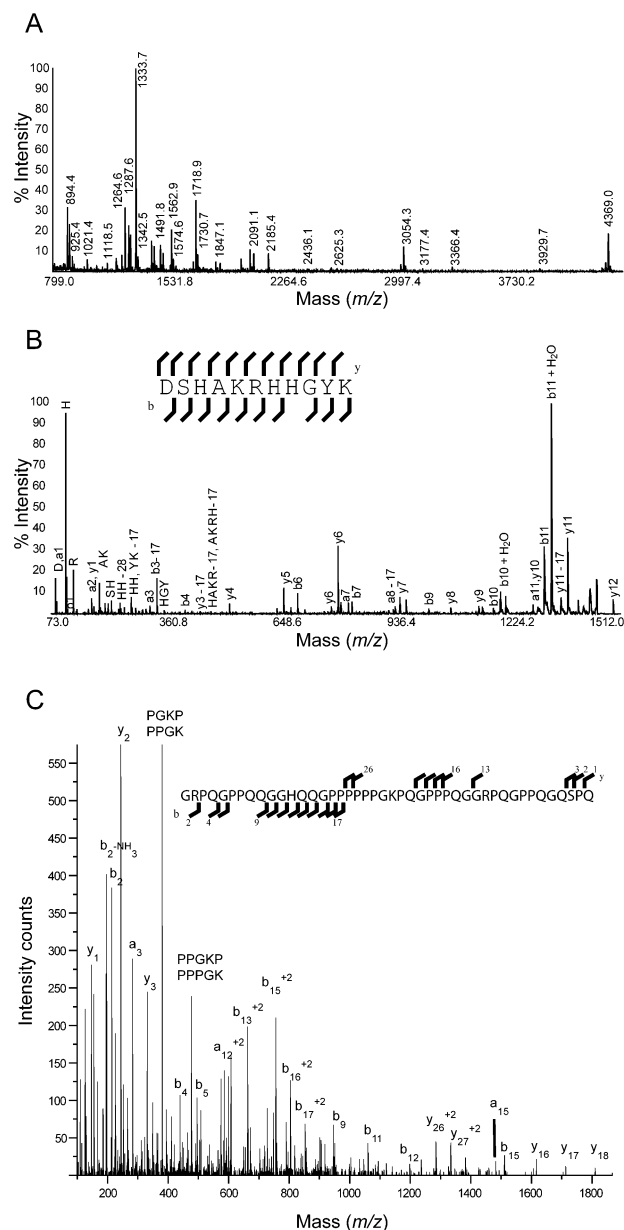 A
% Intensity
100
90
80
70
60
50
40
30
20
10
894.4
925.4
1021.4
1118.5
1264.6
1287.6
1333.7
1342.5
1491.8
1562.9
1574.6
1718.9
1730.7
1847.1
2091.1
2185.4
2436.1
2625.3
3054.3
3177.4
3366.4
3929.7
4369.0
799.0 1531.8 2264.6 2997.4 3730.2
Mass (m/z)
B
y
DSHAKRHHGYK
b
% Intensity
100
90
80
70
60
50
40
30
20
10
D,a1
H
R
a2, y1
AK
SH
HH - 28
HH, YK - 17
a3
b3-17
HGY
b4
y3 - 17
HAKR- 17, AKRH- 17
y4
y5
b6
y6
y6
a7
b7
a8 - 17
y7
b9
y8
y9
b10
b10 + H2O
a11,y10
b11
b11 + H2O
y11 - 17
y11
y12
73.0 360.8 648.6 936.4 1224.2 1512.0
Mass (m/z)
C
PGKP
PPGK
y2
26 16 13 3 2 1 y
GRPQGPPQQGGHQQGPPPPPPGKPQGPPPQGGRPQGPPQGQSPQ
b 2 4 9 17
Intensity counts
550
500
450
400
350
300
250
200
150
100
50
b2-NH3
b2
y1
a3
y3
PPGKP
PPPGK
b4
b5
a12+2
b13+2
b15+2
b16+2
b17+2
b9
b11
b12
y26+2
y27+2
a15
b15
y16
y17
y18
200 400 600 800 1000 1200 1400 1600 1800
Mass (m/z)